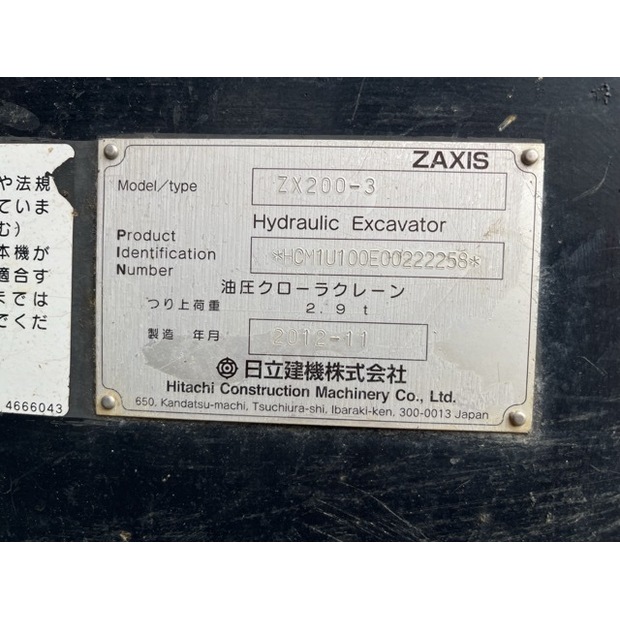 や法規
ていま
む)
本機が
適合す
までは
でくだ
4666043
ZAXIS
Model/type ZX200-3
Hydraulic Excavator
Product
Identification
Number
*HCM1U100E00222258*
油圧クローラクレーン
つり上荷重 2.9t
製造 年月 2012-11
日立建機株式会社
Hitachi Construction Machinery Co., Ltd.
650, Kandatsu-machi, Tsuchiura-shi, Ibaraki-ken, 300-0013 Japan